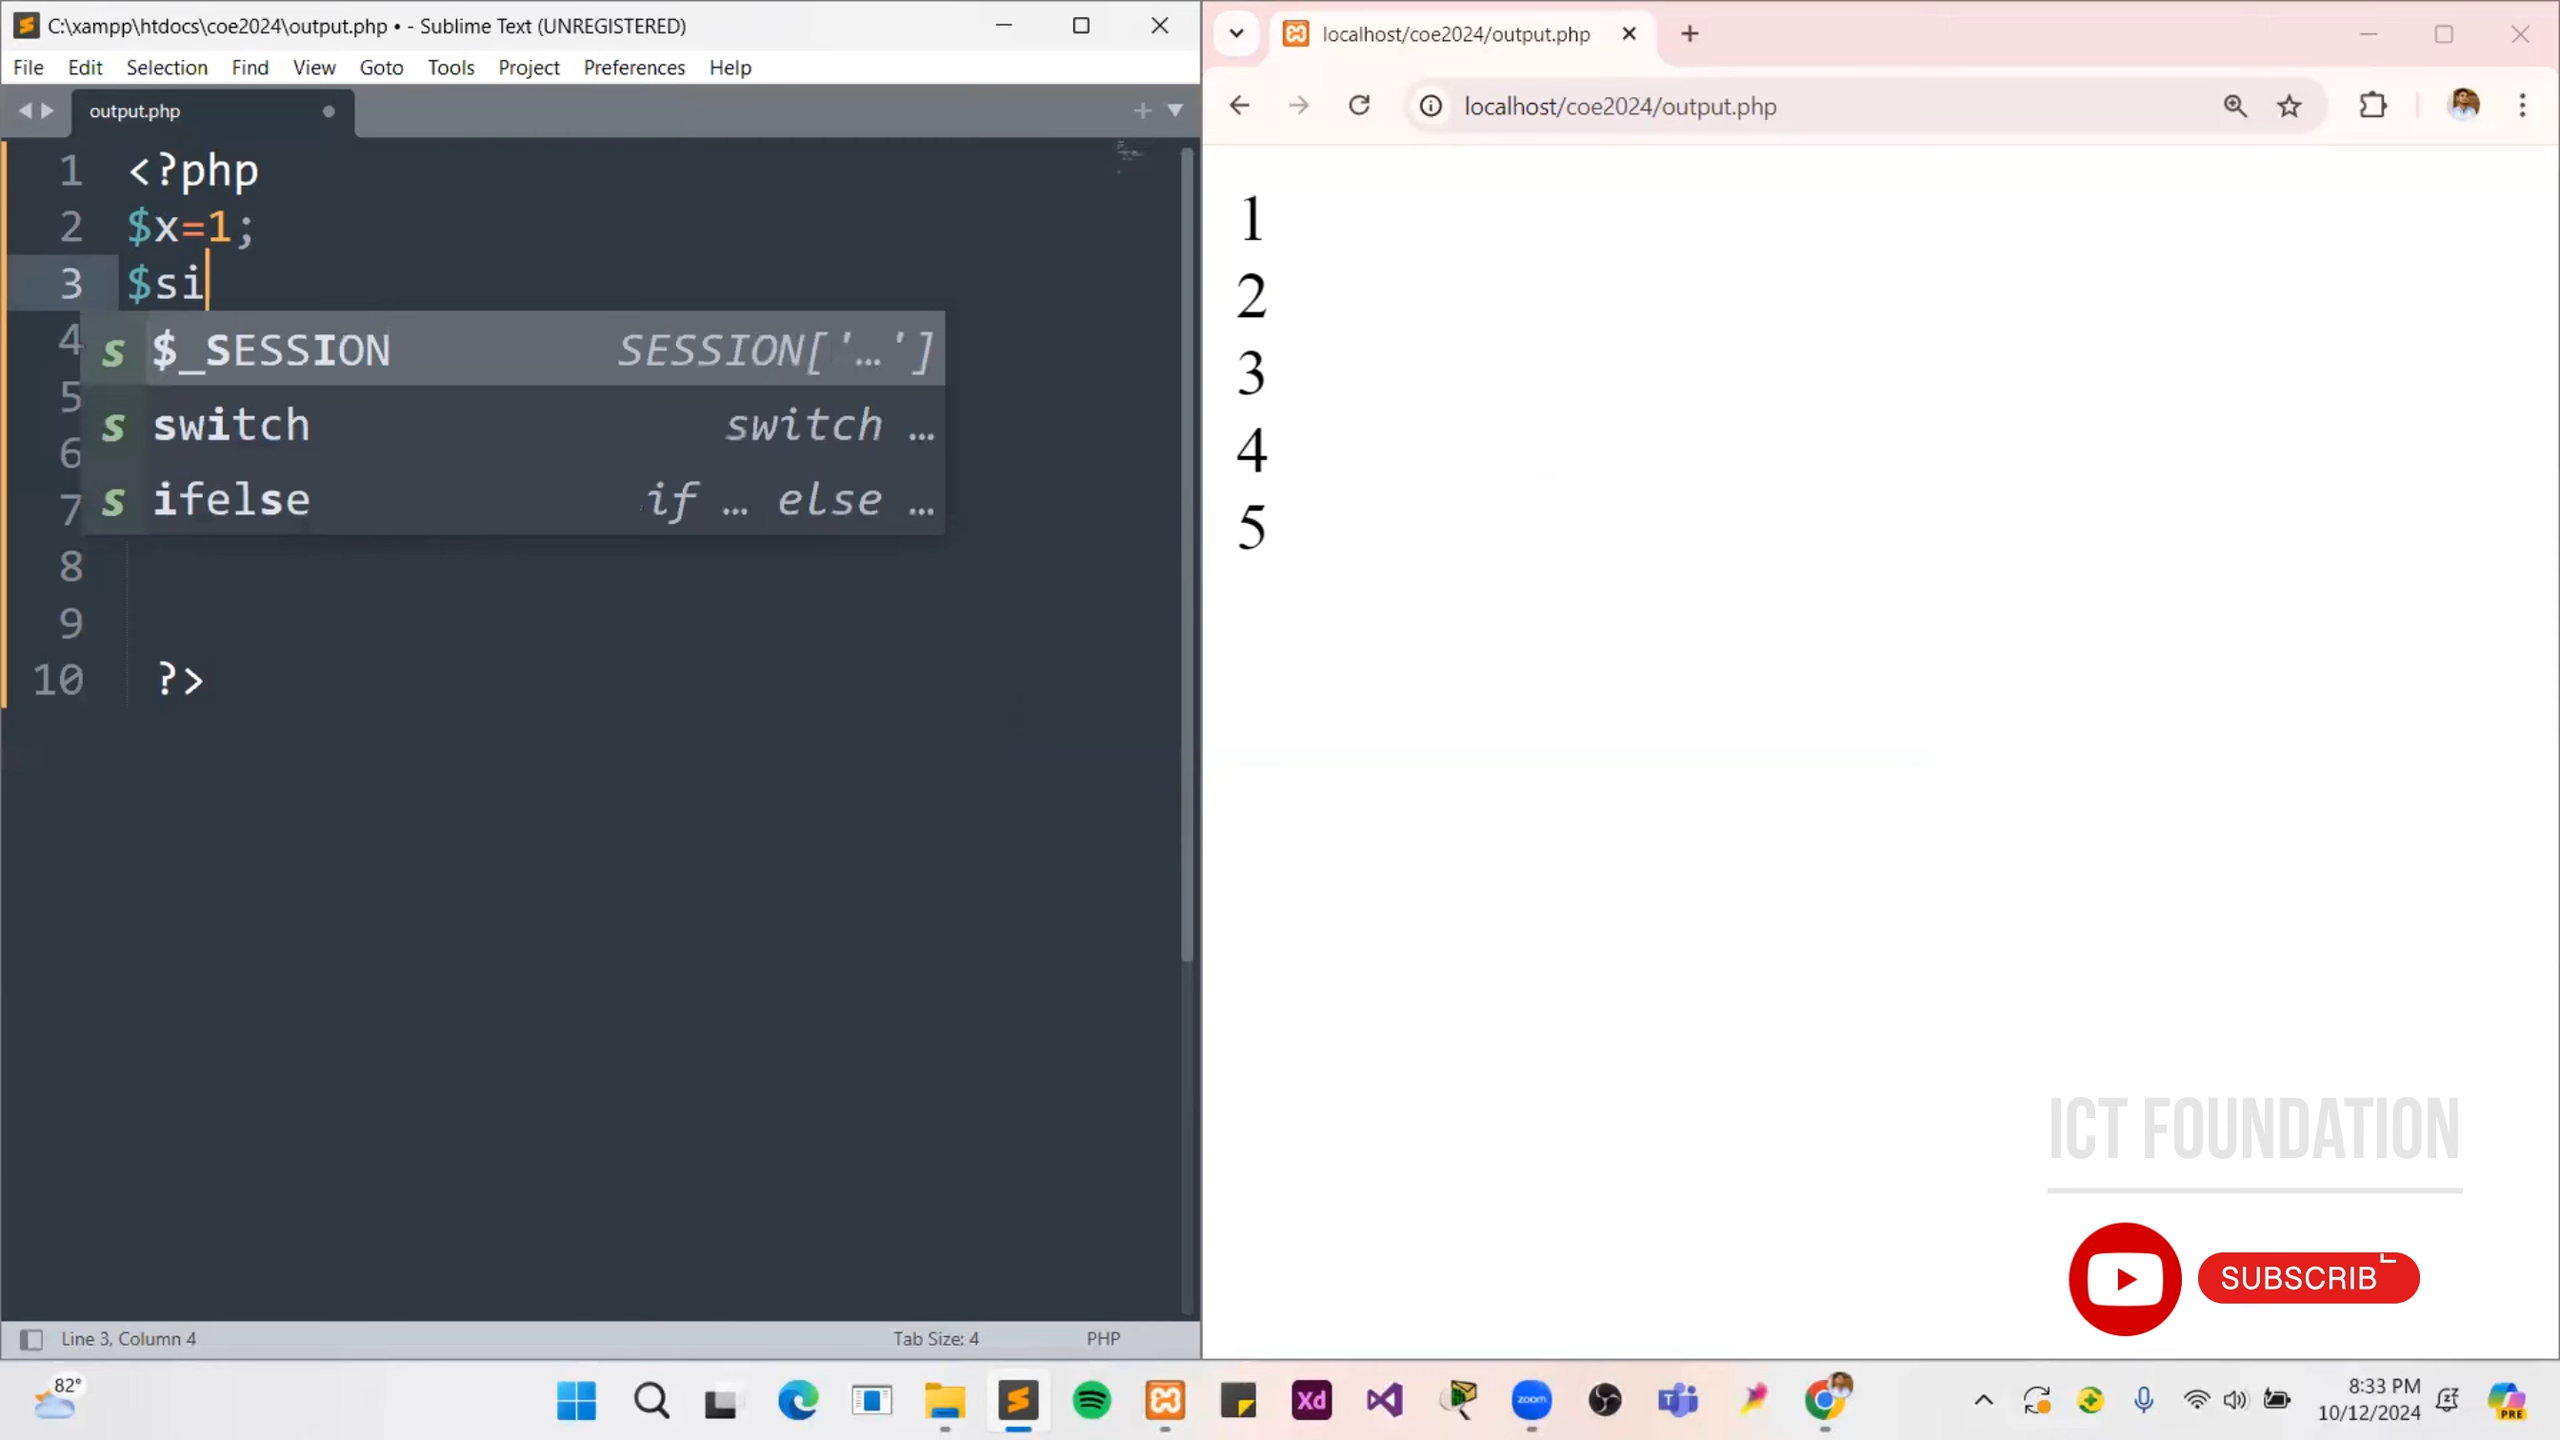 C:\xampp\htdocs\coe2024\output.php • - Sublime Text (UNREGISTERED)
File Edit Selection Find View Goto Tools Project Preferences Help
output.php
1 <?php
2 $x=1;
3 $si
4
s $_SESSION SESSION['…']
5
s switch switch …
6
7
s ifelse if … else …
8
9
10 ?>
Line 3, Column 4 Tab Size: 4 PHP
localhost/coe2024/output.php
localhost/coe2024/output.php
1
2
3
4
5
ICT FOUNDATION
SUBSCRIB
82°
Xd
zoom
8:33 PM
10/12/2024
PRE